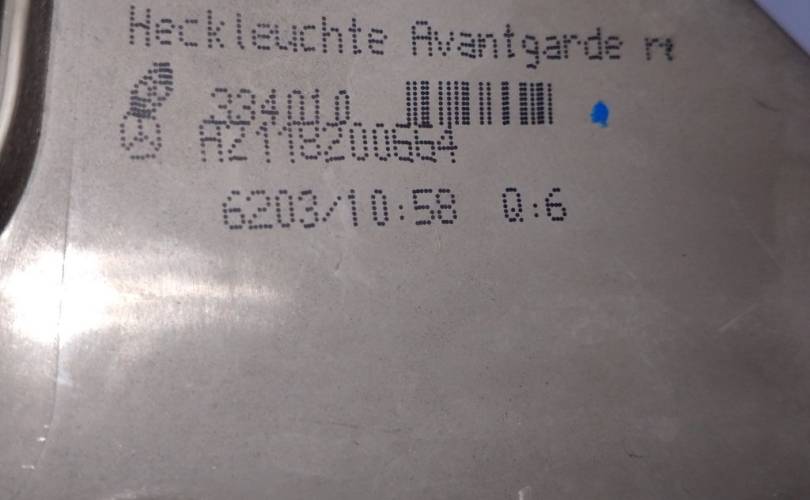 Heckleuchte Avantgarde re
334010
A2118200664
6203/10:58 Q:6